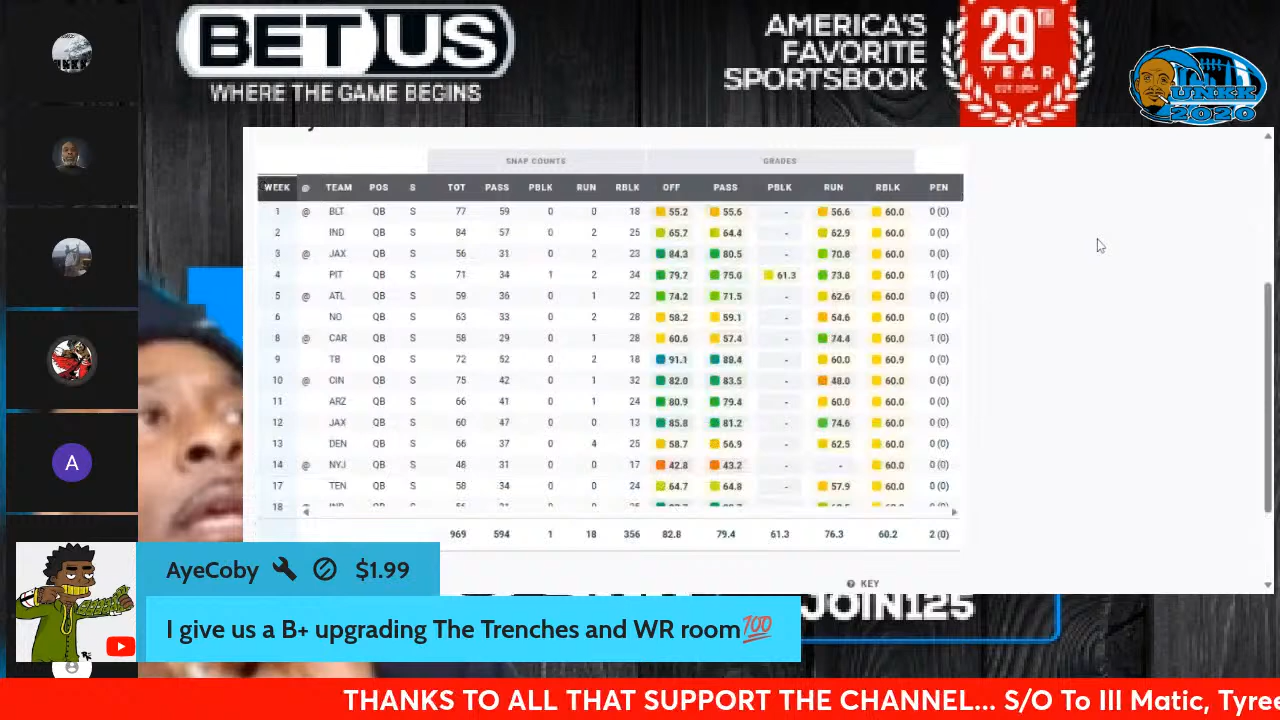 BET US
WHERE THE GAME BEGINS
AMERICA'S
FAVORITE
SPORTSBOOK
29TH
YEAR
EST 1994
UNKK
2020
SNAP COUNTS GRADES
WEEK @ TEAM POS S TOT PASS PBLK RUN RBLK OFF PASS PBLK RUN RBLK PEN
1 @ BLT QB S 77 59 0 0 18 55.2 55.6 - 56.6 60.0 0 (0)
2 IND QB S 84 57 0 2 25 65.7 64.4 - 62.9 60.0 0 (0)
3 @ JAX QB S 56 31 0 2 23 84.3 80.5 - 70.8 60.0 0 (0)
4 PIT QB S 71 34 1 2 34 79.7 75.0 61.3 73.8 60.0 1 (0)
5 @ ATL QB S 59 36 0 1 22 74.2 71.5 - 62.6 60.0 0 (0)
6 NO QB S 63 33 0 2 28 58.2 59.1 - 54.6 60.0 0 (0)
8 @ CAR QB S 58 29 0 1 28 60.6 57.4 - 74.4 60.0 1 (0)
9 TB QB S 72 52 0 2 18 91.1 88.4 - 60.0 60.9 0 (0)
10 @ CIN QB S 75 42 0 1 32 82.0 83.5 - 48.0 60.0 0 (0)
11 ARZ QB S 66 41 0 1 24 80.9 79.4 - 60.0 60.0 0 (0)
12 JAX QB S 60 47 0 0 13 85.8 81.2 - 74.6 60.0 0 (0)
13 DEN QB S 66 37 0 4 25 58.7 56.9 - 62.5 60.0 0 (0)
14 @ NYJ QB S 48 31 0 0 17 42.8 43.2 - - 60.0 0 (0)
17 TEN QB S 58 34 0 0 24 64.7 64.8 - 57.9 60.0 0 (0)
18
969 594 1 18 356 82.8 79.4 61.3 76.3 60.2 2 (0)
KEY
JOIN125
A
AyeCoby $1.99
I give us a B+ upgrading The Trenches and WR room💯
THANKS TO ALL THAT SUPPORT THE CHANNEL... S/O To Ill Matic, Tyree